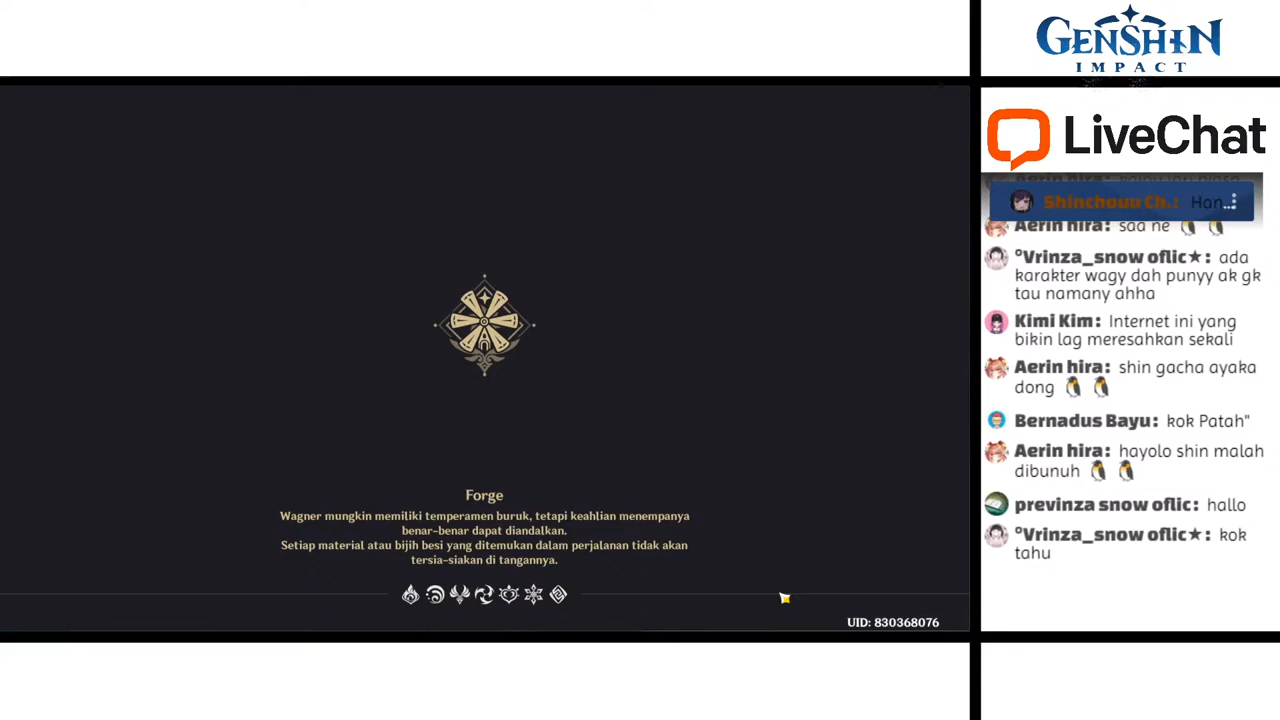 GENSHIN
IMPACT
LiveChat
Shinchouu Ch.: Han...
Aerin hira: saa ne
°Vrinza_snow oflic★: ada
karakter wagy dah punyy ak gk
tau namany ahha
Kimi Kim: Internet ini yang
bikin lag meresahkan sekali
Aerin hira: shin gacha ayaka
dong
Bernadus Bayu: kok Patah"
Aerin hira: hayolo shin malah
dibunuh
previnza snow oflic: hallo
°Vrinza_snow oflic★: kok
tahu
Forge
Wagner mungkin memiliki temperamen buruk, tetapi keahlian menempanya
benar-benar dapat diandalkan.
Setiap material atau bijih besi yang ditemukan dalam perjalanan tidak akan
tersia-siakan di tangannya.
UID: 830368076